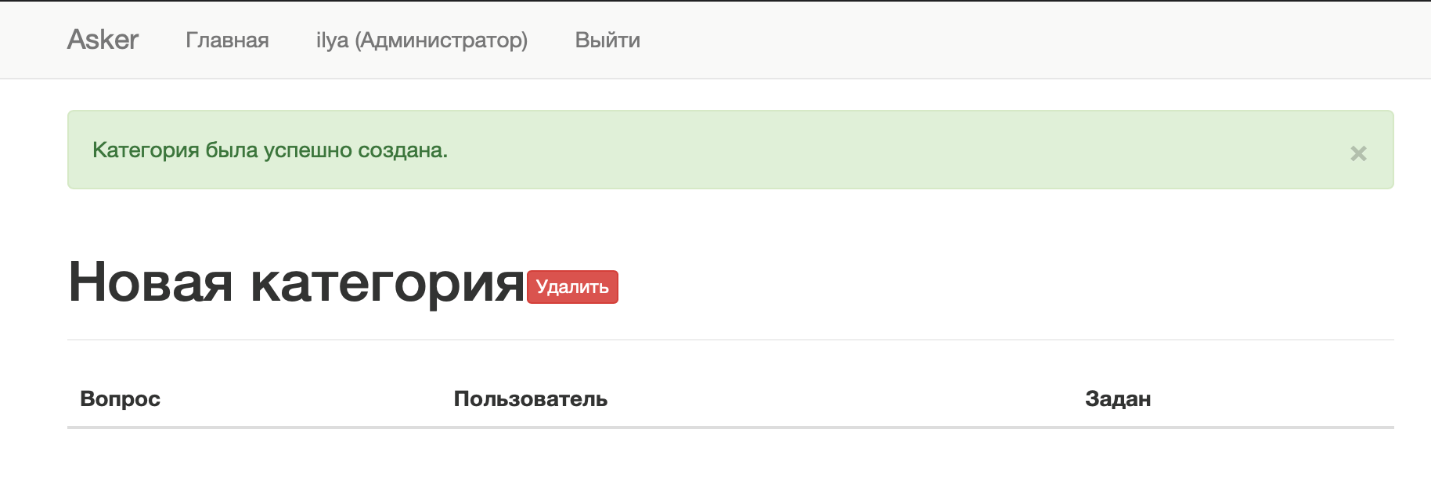 Asker Главная ilya (Администратор) Выйти
Категория была успешно создана. ×
Новая категория Удалить
Вопрос Пользователь Задан